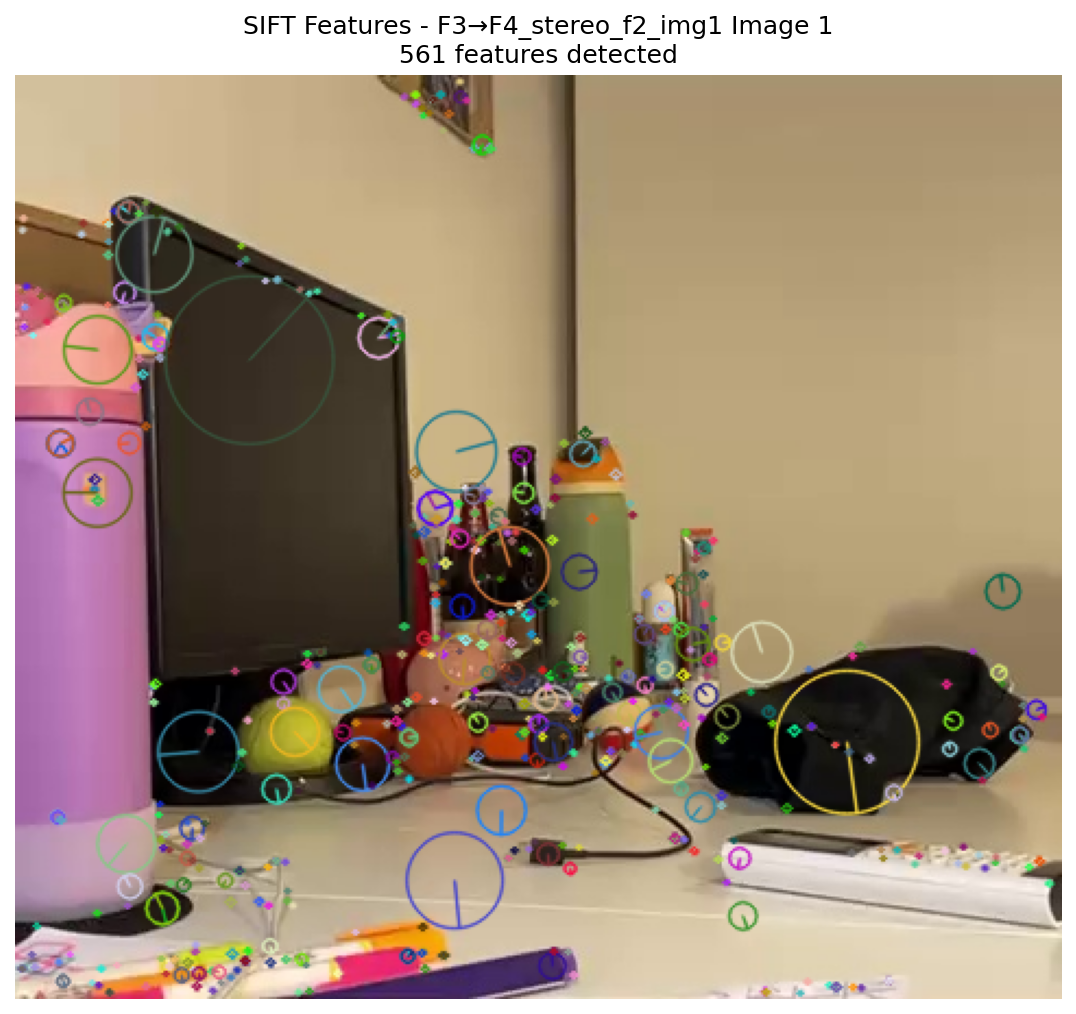 SIFT Features - F3→F4_stereo_f2_img1 Image 1
561 features detected